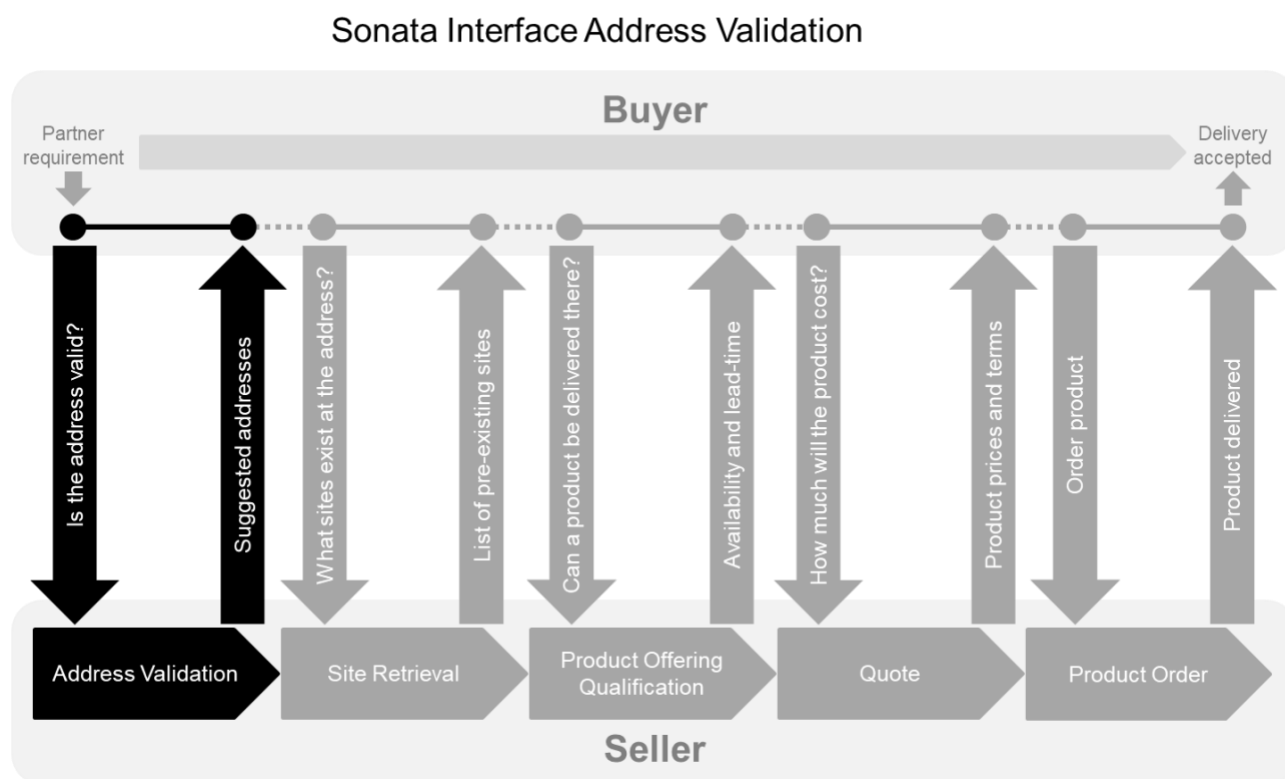 Sonata Interface Address Validation
Buyer
Partner
requirement
Delivery
accepted
Is the address valid?
Suggested addresses
What sites exist at the address?
List of pre-existing sites
Can a product be delivered there?
Availability and lead-time
How much will the product cost?
Product prices and terms
Order product
Product delivered
Address Validation
Site Retrieval
Product Offering
Qualification
Quote
Product Order
Seller